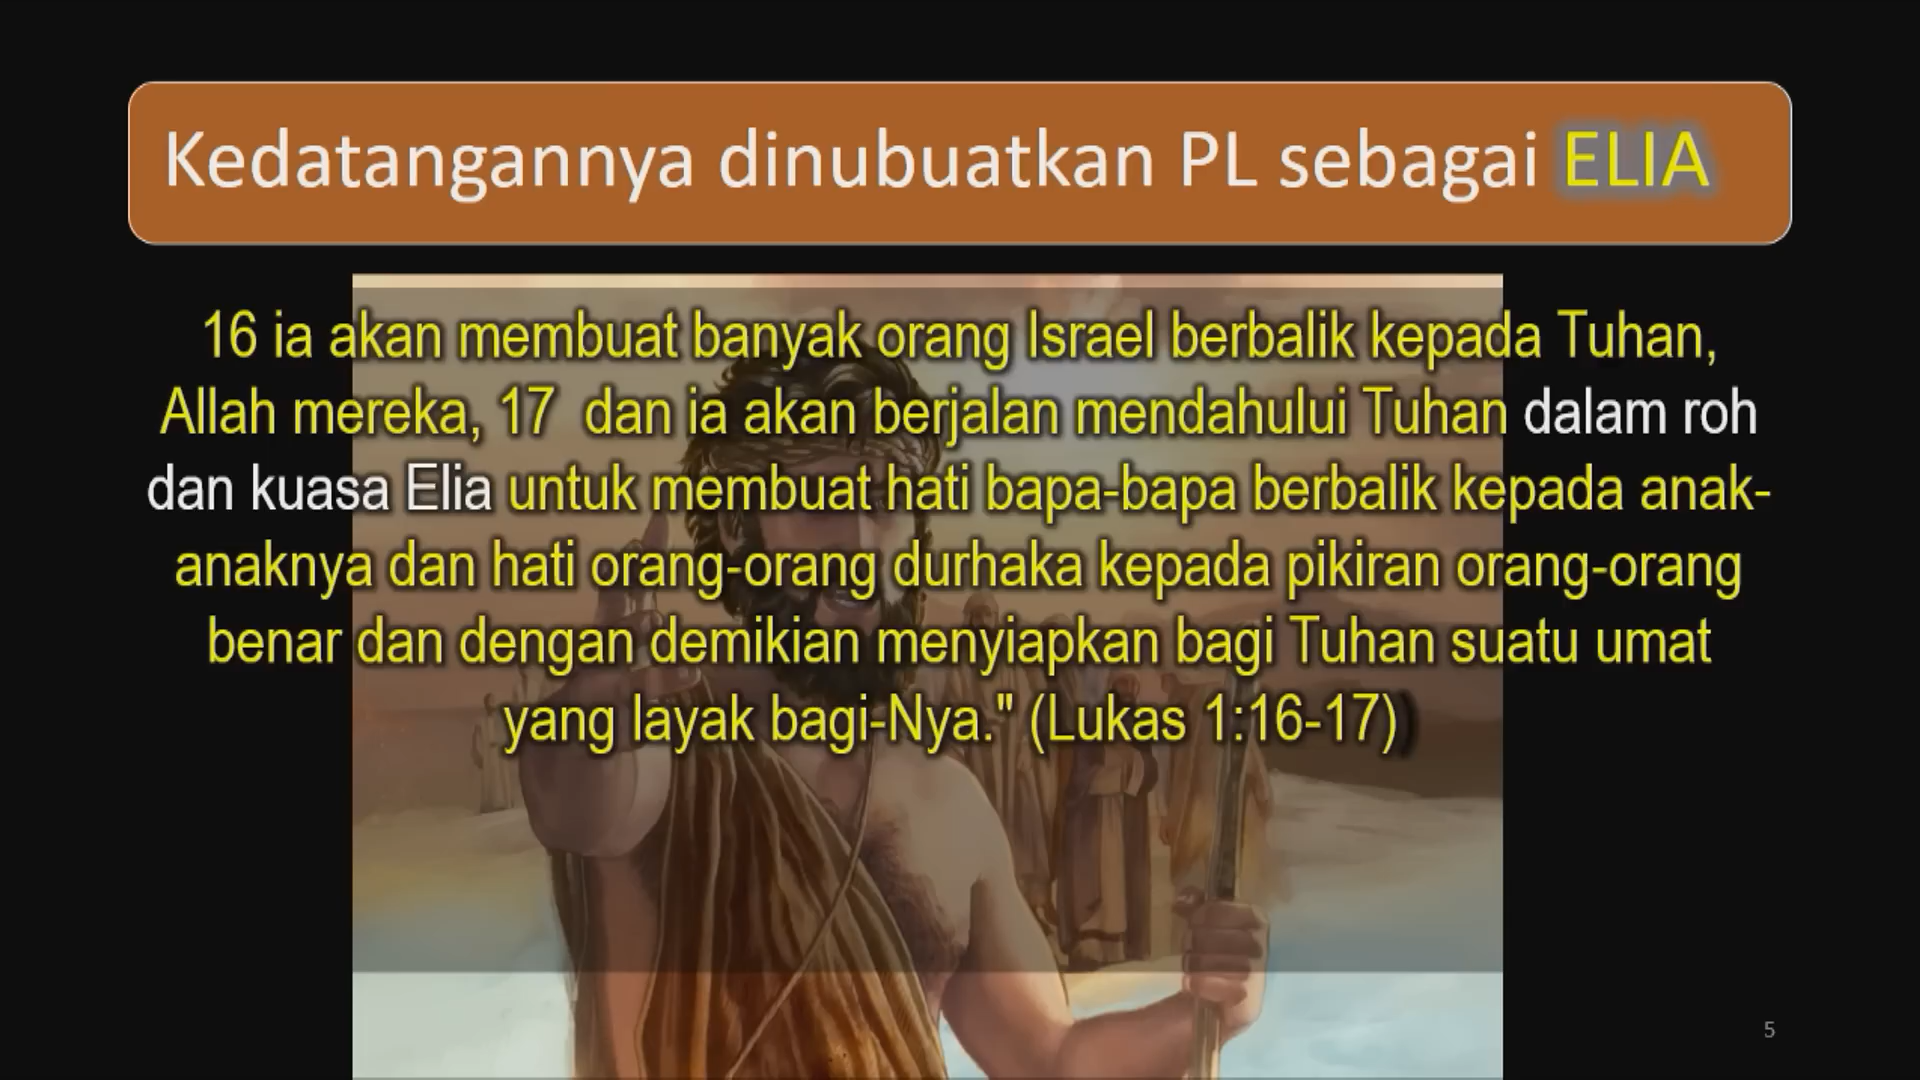 Kedatangannya dinubuatkan PL sebagai ELIA
16 ia akan membuat banyak orang Israel berbalik kepada Tuhan,
Allah mereka, 17  dan ia akan berjalan mendahului Tuhan dalam roh
dan kuasa Elia untuk membuat hati bapa-bapa berbalik kepada anak-
anaknya dan hati orang-orang durhaka kepada pikiran orang-orang
benar dan dengan demikian menyiapkan bagi Tuhan suatu umat
yang layak bagi-Nya." (Lukas 1:16-17)
5